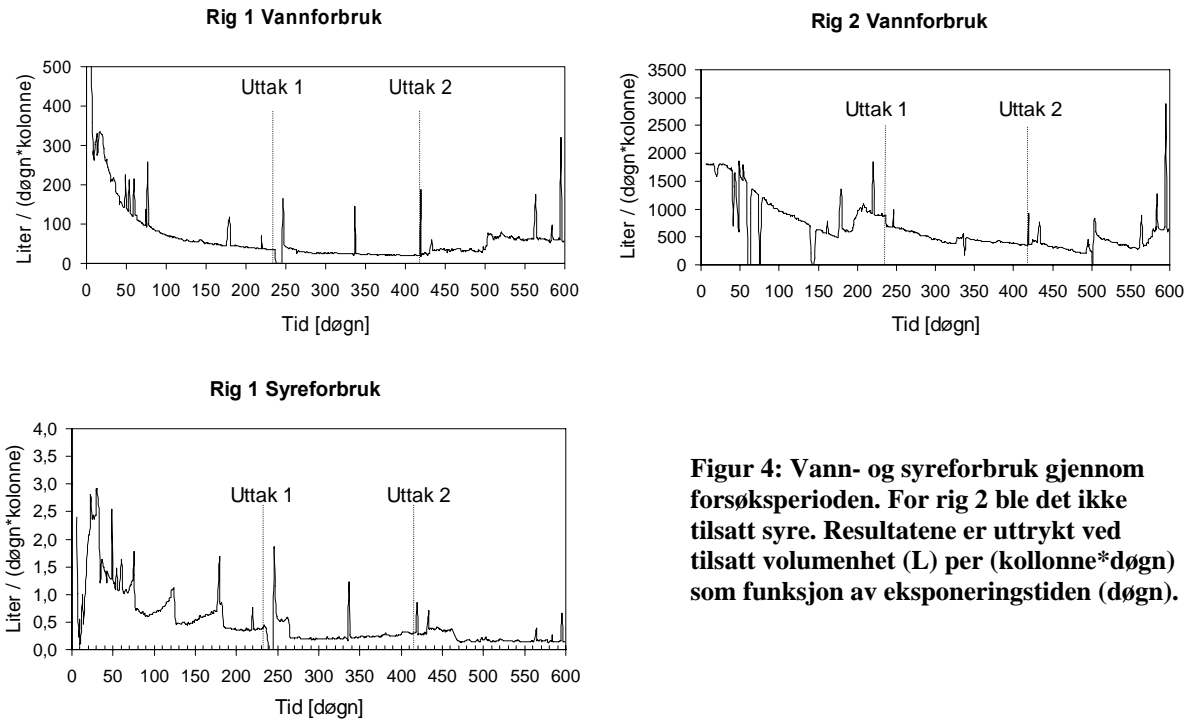 Rig 1 Vannforbruk
Liter / (døgn*kolonne)
500
400
300
200
100
0
Uttak 1
Uttak 2
0 50 100 150 200 250 300 350 400 450 500 550 600
Tid [døgn]
Rig 2 Vannforbruk
Liter / (døgn*kolonne)
3500
3000
2500
2000
1500
1000
500
0
Uttak 1
Uttak 2
0 50 100 150 200 250 300 350 400 450 500 550 600
Tid [døgn]
Rig 1 Syreforbruk
Liter / (døgn*kolonne)
4,0
3,5
3,0
2,5
2,0
1,5
1,0
0,5
0,0
Uttak 1
Uttak 2
0 50 100 150 200 250 300 350 400 450 500 550 600
Tid [døgn]
Figur 4: Vann- og syreforbruk gjennom
forsøksperioden. For rig 2 ble det ikke
tilsatt syre. Resultatene er uttrykt ved
tilsatt volumenhet (L) per (kollonne*døgn)
som funksjon av eksponeringstiden (døgn).